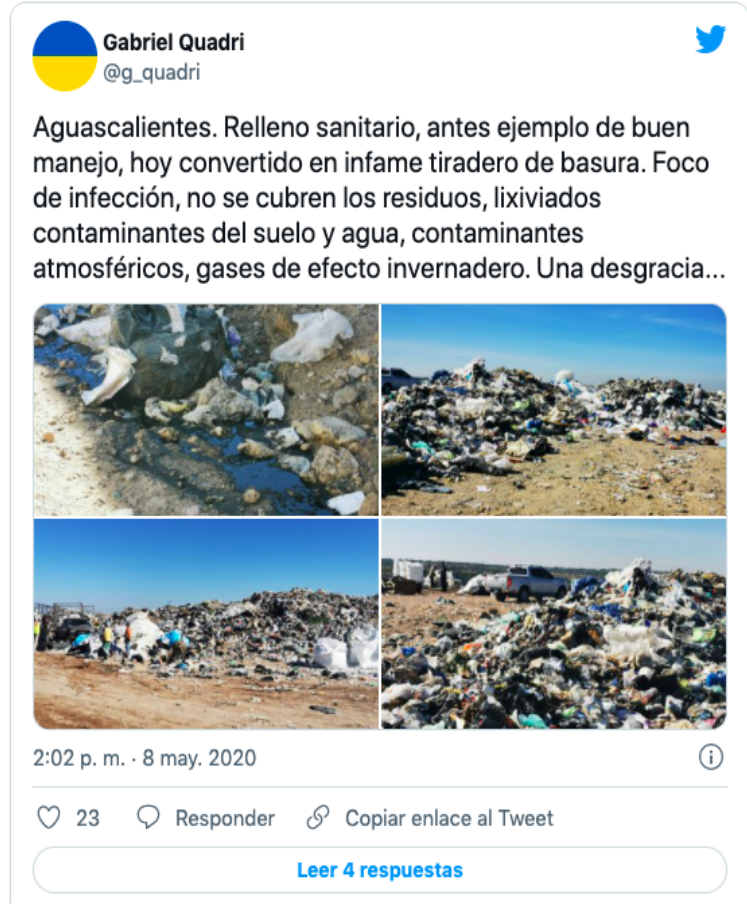 Gabriel Quadri
@g_quadri
Aguascalientes. Relleno sanitario, antes ejemplo de buen
manejo, hoy convertido en infame tiradero de basura. Foco
de infección, no se cubren los residuos, lixiviados
contaminantes del suelo y agua, contaminantes
atmosféricos, gases de efecto invernadero. Una desgracia...
2:02 p. m. · 8 may. 2020
23 Responder Copiar enlace al Tweet
Leer 4 respuestas